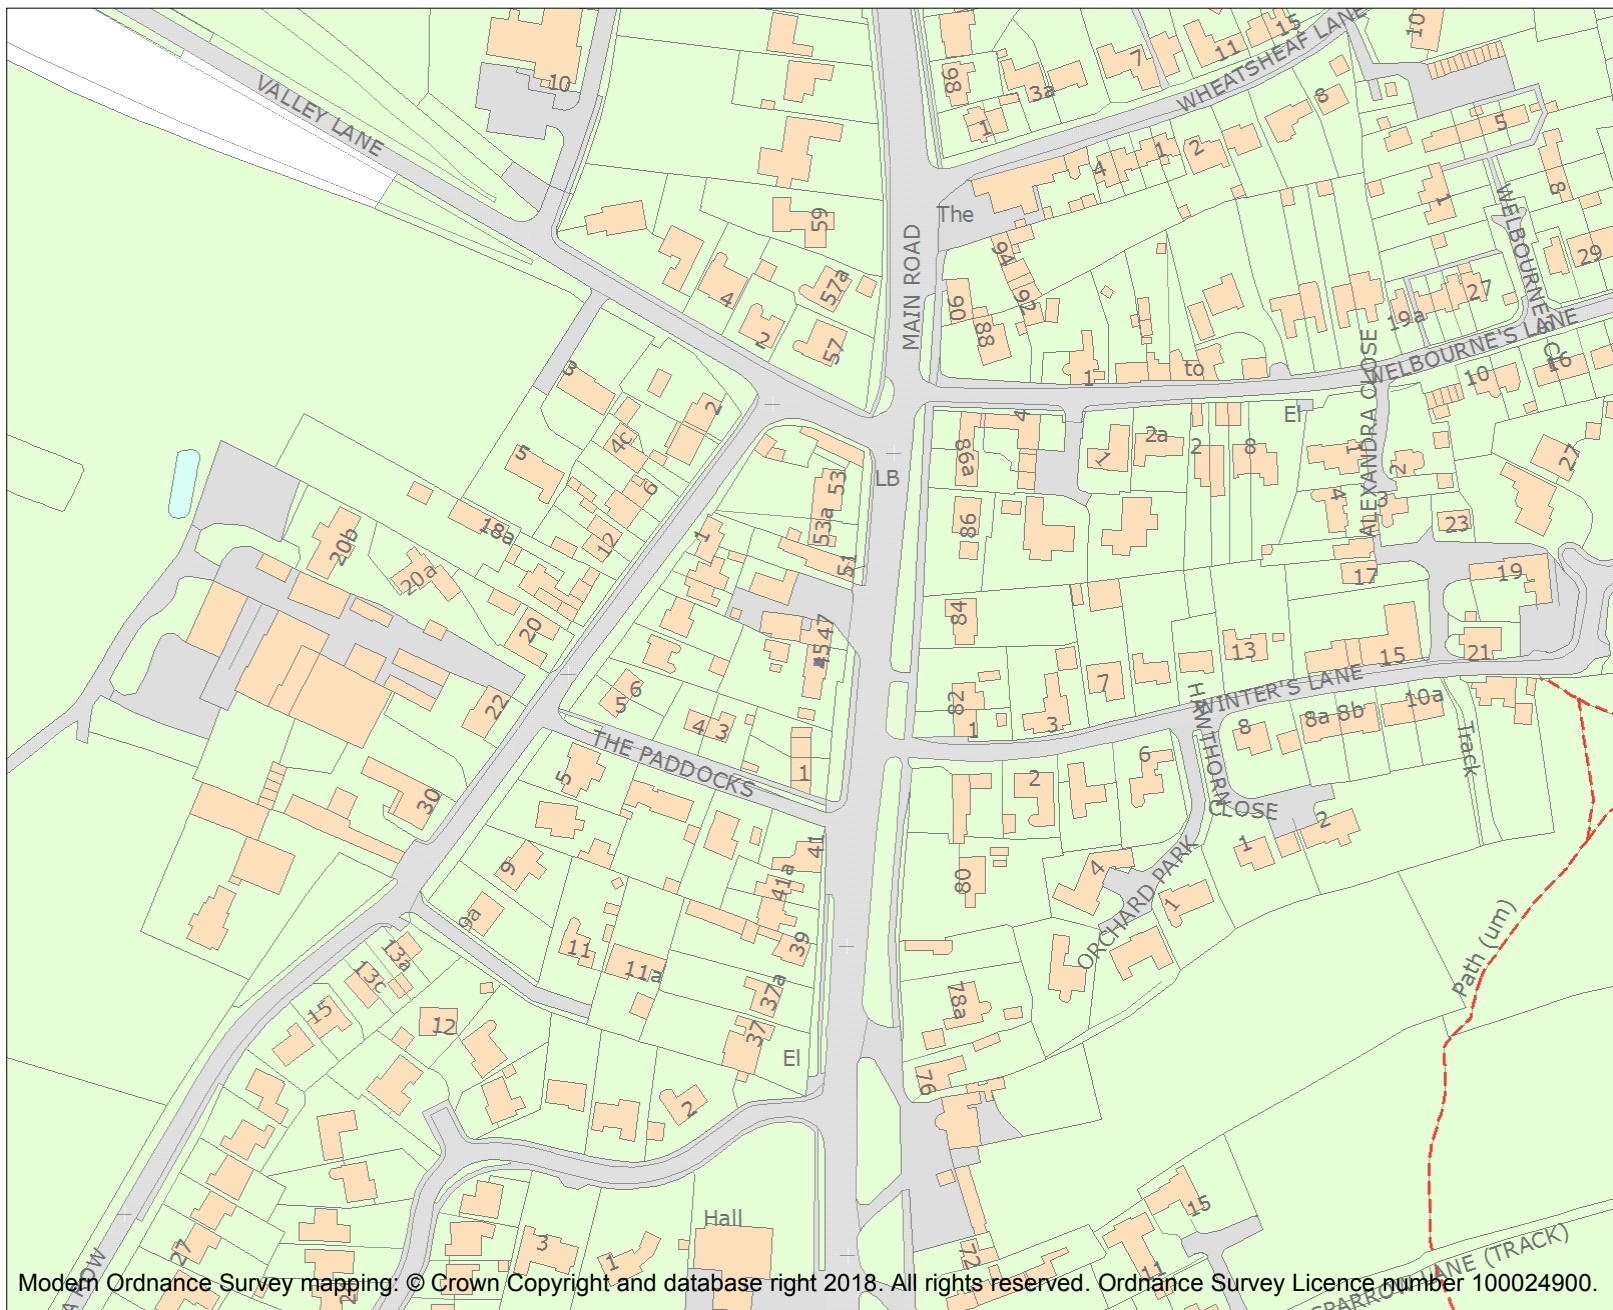 10
98
3a
1
7
11
15
10
WHEATSHEAF LANE
VALLEY LANE
8
5
4
1
2
1
8
The
59
94
MAIN ROAD
WELBOURNE'S CL
29
57a
4
2
57
90
92
88
27
19a
1
to
WELBOURNE'S LANE
10
16
3
2
4c
5
6
18a
12
20b
20a
20
22
30
53
53a
51
LB
1
47
45
86a
4
1
2a
2
8
El
ALEXANDRA CLOSE
1
2
3
4
27
23
86
17
19
84
13
15
21
WINTER'S LANE
7
82
1
3
6
5
4
3
1
THE PADDOCKS
5
8
8a
8b
10a
Track
HAWTHORN
CLOSE
2
6
1
2
41
41a
9
9a
80
4
ORCHARD PARK
1
Path (um)
11
11a
39
37a
37
El
13a
13c
15
12
78a
76
2
Hall
27
3
1
72
15
11
SPARROW LANE (TRACK)
Modern Ordnance Survey mapping: © Crown Copyright and database right 2018. All rights reserved. Ordnance Survey Licence number 100024900.